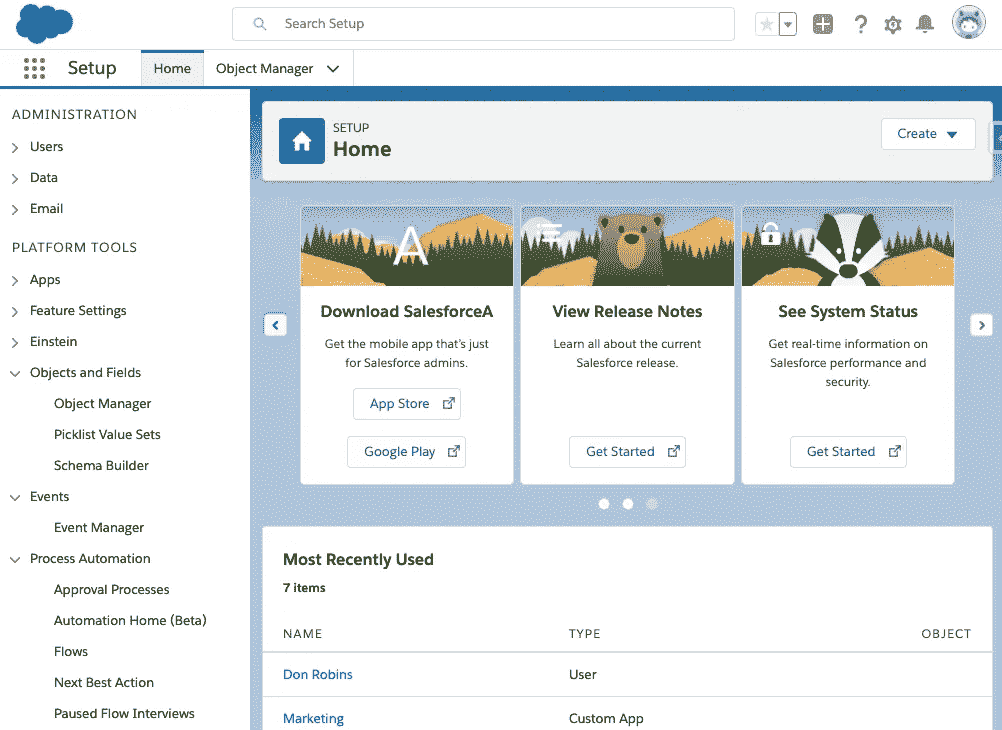 Search Setup
Setup
Home
Object Manager
ADMINISTRATION
Users
Data
Email
PLATFORM TOOLS
Apps
Feature Settings
Einstein
Objects and Fields
Object Manager
Picklist Value Sets
Schema Builder
Events
Event Manager
Process Automation
Approval Processes
Automation Home (Beta)
Flows
Next Best Action
Paused Flow Interviews
SETUP
Home
Create
A
Download SalesforceA
Get the mobile app that's just
for Salesforce admins.
App Store
Google Play
View Release Notes
Learn all about the current
Salesforce release.
Get Started
See System Status
Get real-time information on
Salesforce performance and
security.
Get Started
Most Recently Used
7 items
NAME TYPE OBJECT
Don Robins User
Marketing Custom App